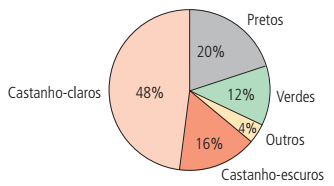 Pretos
20%
Castanho-claros
48%
12%
Verdes
4%
Outros
16%
Castanho-escuros